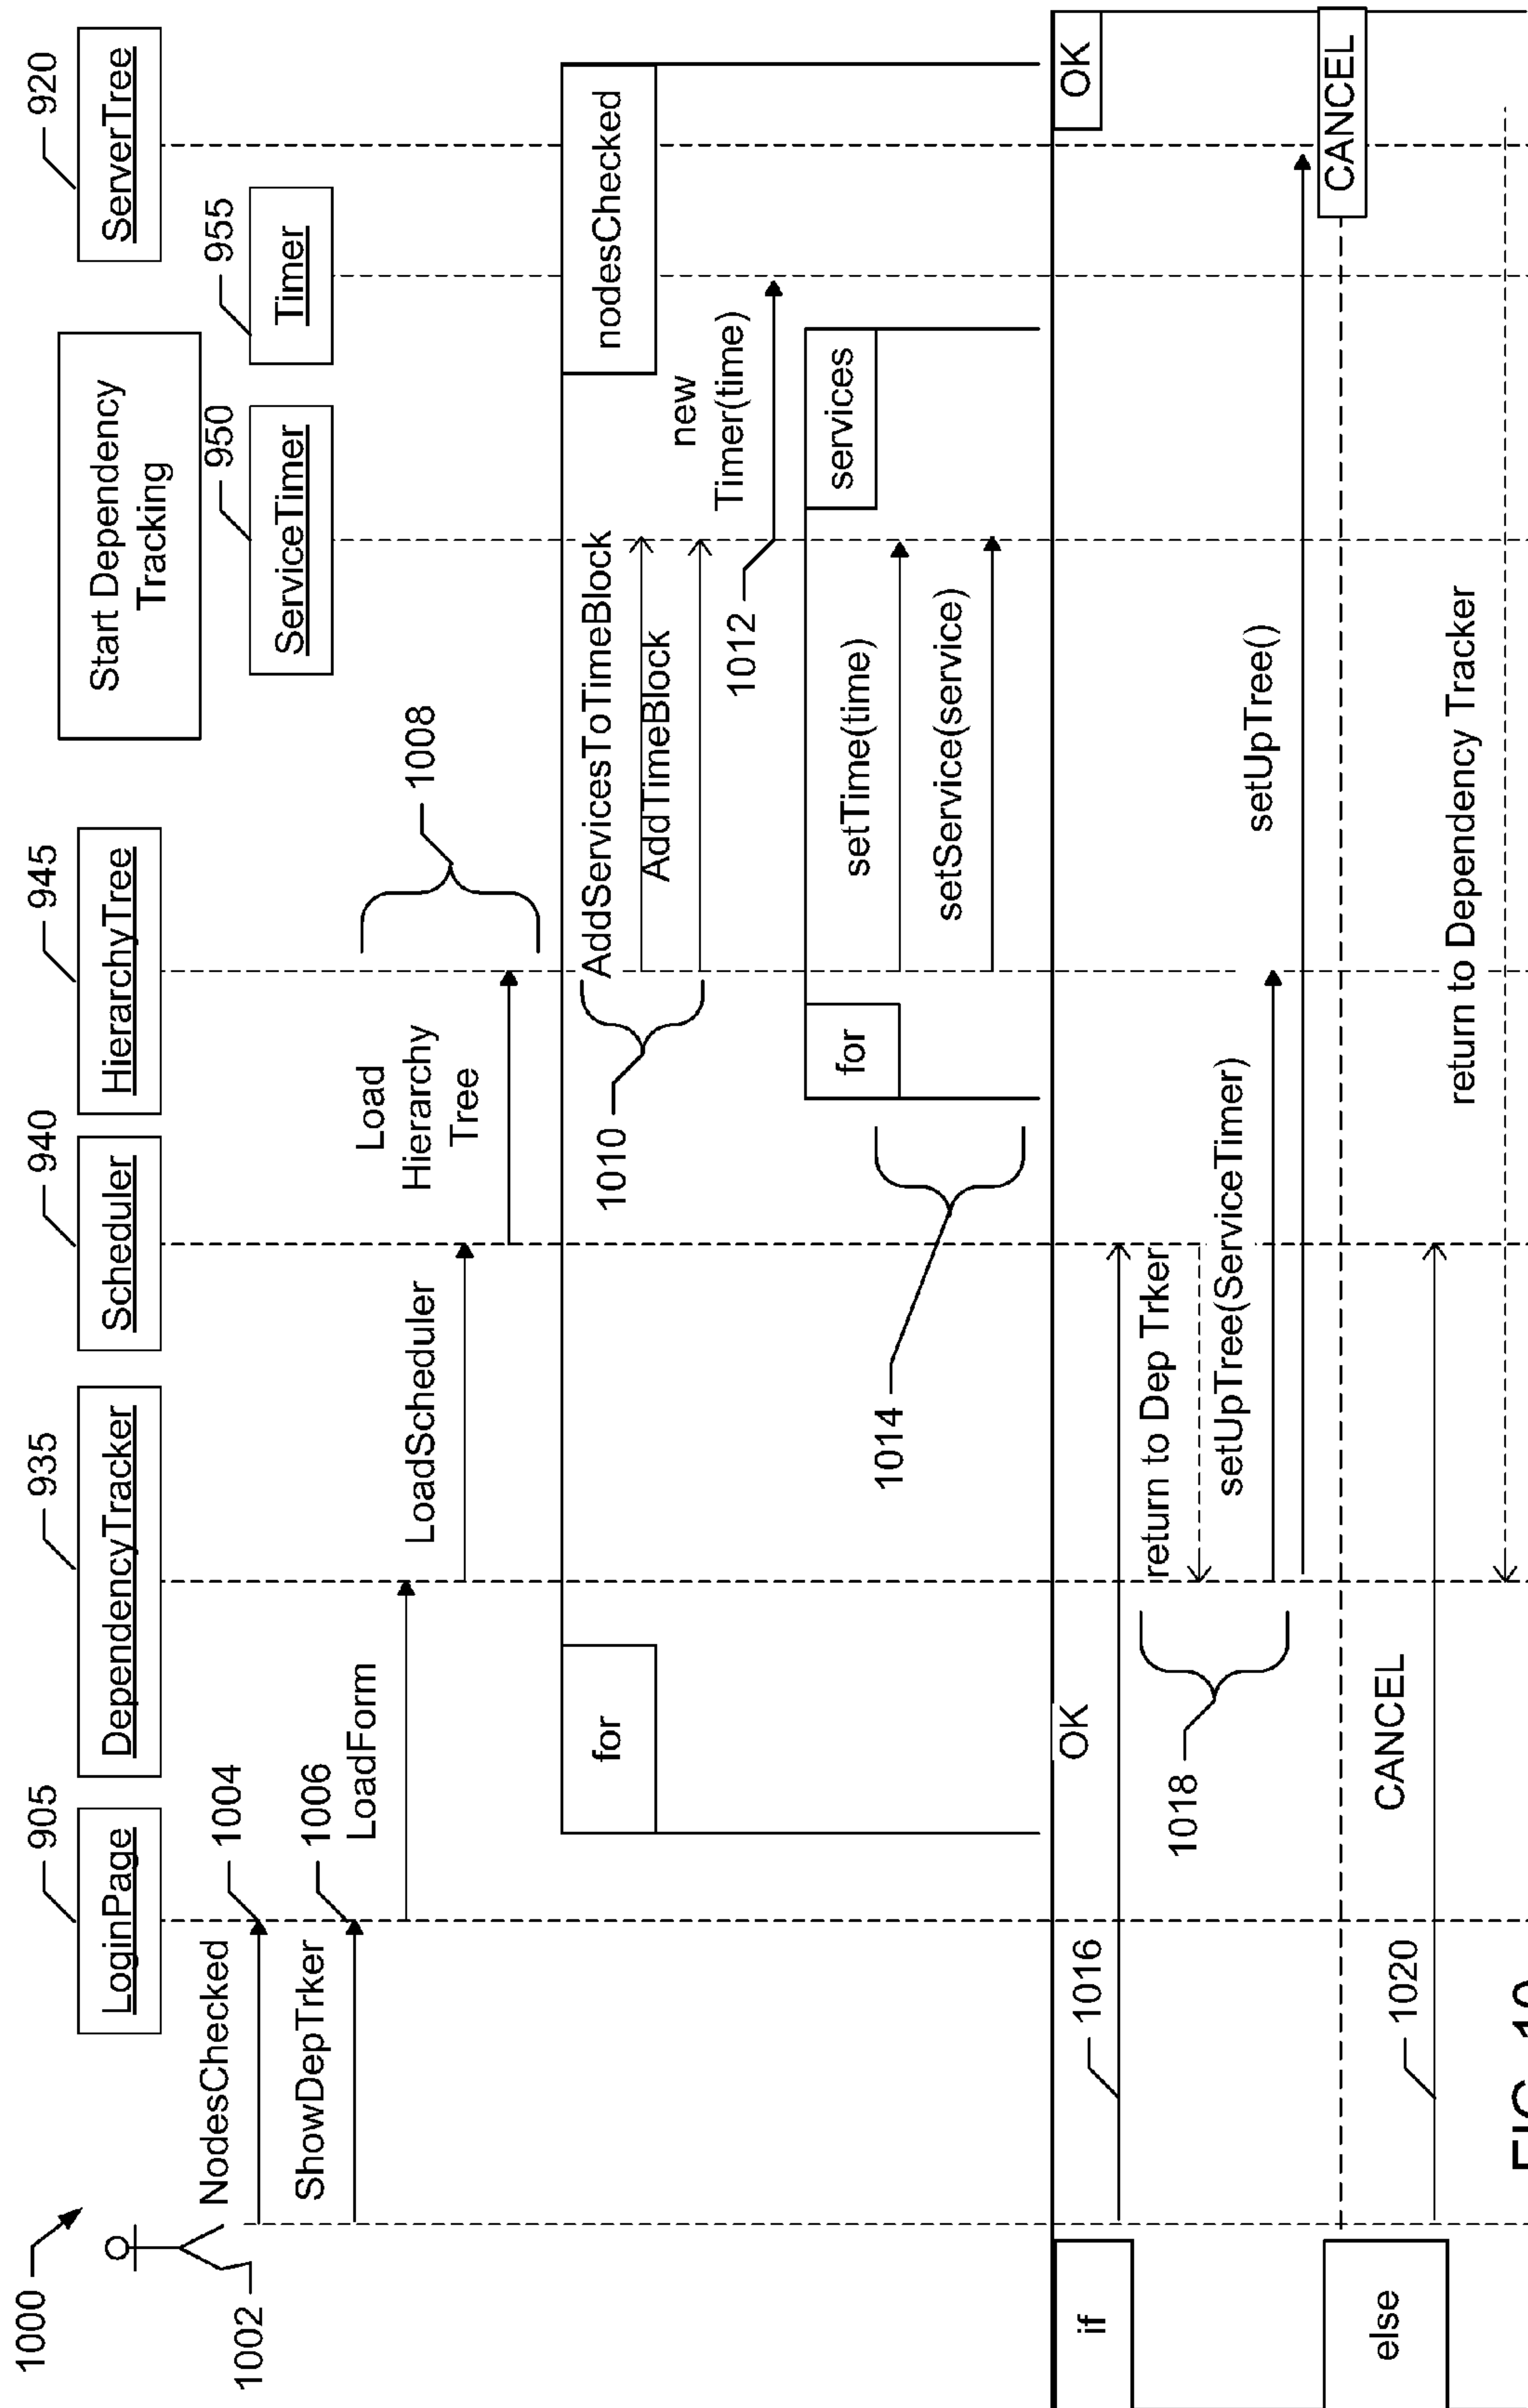 1000
1002
905
LoginPage
935
DependencyTracker
940
Scheduler
945
HierarchyTree
Start Dependency
Tracking
950
ServiceTimer
955
Timer
920
ServerTree
NodesChecked
1004
ShowDepTrker
1006
LoadForm
LoadScheduler
Load
Hierarchy
Tree
1008
for
nodesChecked
1010
AddServicesToTimeBlock
AddTimeBlock
new
Timer(time)
1012
for
services
1014
setTime(time)
setService(service)
if
OK
OK
1016
return to Dep Trker
1018
setUpTree(ServiceTimer)
setUpTree()
else
CANCEL
CANCEL
1020
return to Dependency Tracker